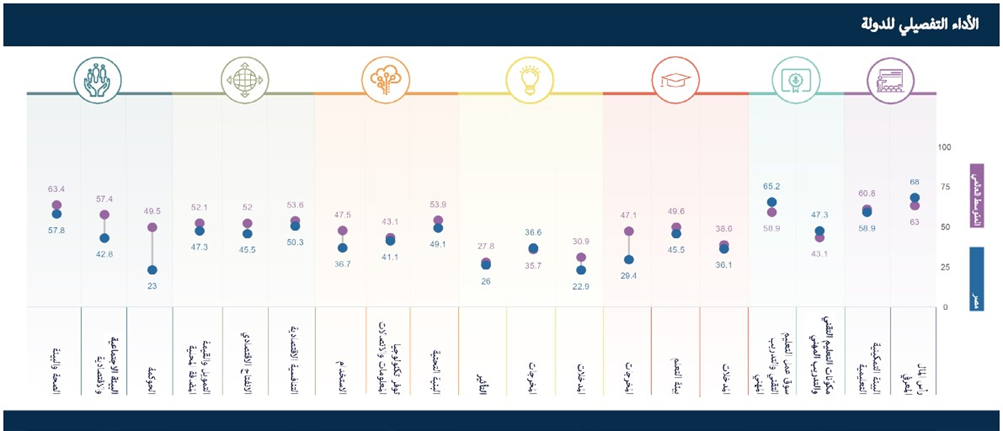 الأداء التفصيلي للدولة
100
75
50
25
0
المتوسط العالمي
مصر
68
63
60.8
58.9
47.3
43.1
65.2
58.9
38.6
36.1
49.6
45.5
47.1
29.4
30.9
22.9
36.6
35.7
27.8
26
53.9
49.1
43.1
41.1
47.5
36.7
53.6
50.3
52
45.5
52.1
47.3
49.5
23
57.4
42.8
63.4
57.8
رأس المال
المعرفي
البيئة التمكينية
التعليمية
مكوّنات التعليم التقني
والتدريب المهني
سوق عمل التعليم
التقني والتدريب
المهني
المدخلات
بيئة التعلم
المخرجات
المدخلات
المخرجات
التأثير
البنية التحتية
توفر تكنولوجيا
المعلومات والاتصالات
الاستخدام
التنافسية الاقتصادية
الانفتاح الاقتصادي
التمويل والقيمة
المضافة المحلية
الحوكمة
البيئة الاجتماعية
والاقتصادية
الصحة والبيئة